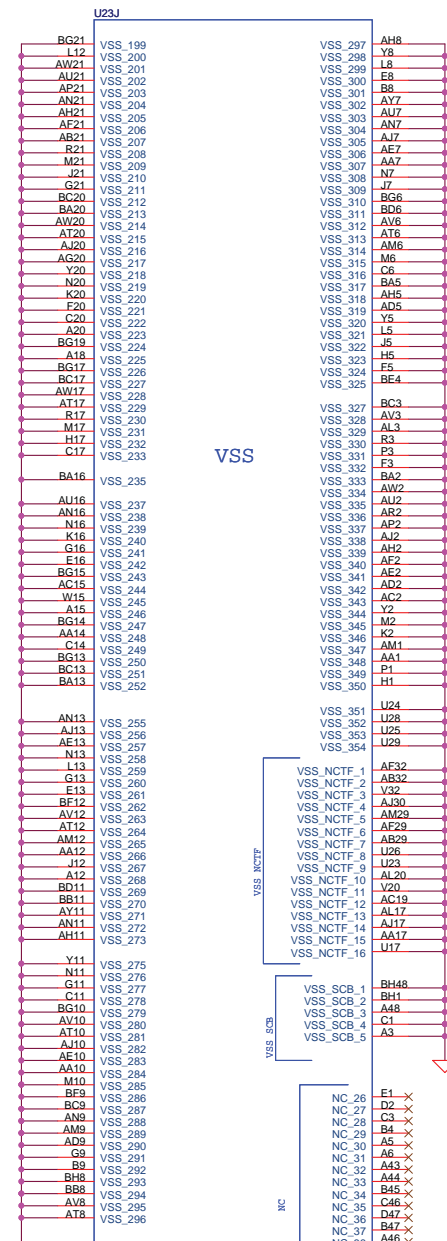 U23J
BG21 VSS_199
L12 VSS_200
AW21 VSS_201
AU21 VSS_202
AP21 VSS_203
AN21 VSS_204
AH21 VSS_205
AF21 VSS_206
AB21 VSS_207
R21 VSS_208
M21 VSS_209
J21 VSS_210
G21 VSS_211
BC20 VSS_212
BA20 VSS_213
AW20 VSS_214
AT20 VSS_215
AJ20 VSS_216
AG20 VSS_217
Y20 VSS_218
N20 VSS_219
K20 VSS_220
F20 VSS_221
C20 VSS_222
A20 VSS_223
BG19 VSS_224
A18 VSS_225
BG17 VSS_226
BC17 VSS_227
AW17 VSS_228
AT17 VSS_229
R17 VSS_230
M17 VSS_231
H17 VSS_232
C17 VSS_233
BA16 VSS_235
AU16 VSS_237
AN16 VSS_238
N16 VSS_239
K16 VSS_240
G16 VSS_241
E16 VSS_242
BG15 VSS_243
AC15 VSS_244
W15 VSS_245
A15 VSS_246
BG14 VSS_247
AA14 VSS_248
C14 VSS_249
BG13 VSS_250
BC13 VSS_251
BA13 VSS_252
AN13 VSS_255
AJ13 VSS_256
AE13 VSS_257
N13 VSS_258
L13 VSS_259
G13 VSS_260
E13 VSS_261
BF12 VSS_262
AV12 VSS_263
AT12 VSS_264
AM12 VSS_265
AA12 VSS_266
J12 VSS_267
A12 VSS_268
BD11 VSS_269
BB11 VSS_270
AY11 VSS_271
AN11 VSS_272
AH11 VSS_273
Y11 VSS_275
N11 VSS_276
G11 VSS_277
C11 VSS_278
BG10 VSS_279
AV10 VSS_280
AT10 VSS_281
AJ10 VSS_282
AE10 VSS_283
AA10 VSS_284
M10 VSS_285
BF9 VSS_286
BC9 VSS_287
AN9 VSS_288
AM9 VSS_289
AD9 VSS_290
G9 VSS_291
B9 VSS_292
BH8 VSS_293
BB8 VSS_294
AV8 VSS_295
AT8 VSS_296
VSS
VSS_297 AH8
VSS_298 Y8
VSS_299 L8
VSS_300 E8
VSS_301 B8
VSS_302 AY7
VSS_303 AU7
VSS_304 AN7
VSS_305 AJ7
VSS_306 AE7
VSS_307 AA7
VSS_308 N7
VSS_309 J7
VSS_310 BG6
VSS_311 BD6
VSS_312 AV6
VSS_313 AT6
VSS_314 AM6
VSS_315 M6
VSS_316 C6
VSS_317 BA5
VSS_318 AH5
VSS_319 AD5
VSS_320 Y5
VSS_321 L5
VSS_322 J5
VSS_323 H5
VSS_324 F5
VSS_325 BE4
VSS_327 BC3
VSS_328 AV3
VSS_329 AL3
VSS_330 R3
VSS_331 P3
VSS_332 F3
VSS_333 BA2
VSS_334 AW2
VSS_335 AU2
VSS_336 AR2
VSS_337 AP2
VSS_338 AJ2
VSS_339 AH2
VSS_340 AF2
VSS_341 AE2
VSS_342 AD2
VSS_343 AC2
VSS_344 Y2
VSS_345 M2
VSS_346 K2
VSS_347 AM1
VSS_348 AA1
VSS_349 P1
VSS_350 H1
VSS_351 U24
VSS_352 U28
VSS_353 U25
VSS_354 U29
VSS NCTF
VSS_NCTF_1 AF32
VSS_NCTF_2 AB32
VSS_NCTF_3 V32
VSS_NCTF_4 AJ30
VSS_NCTF_5 AM29
VSS_NCTF_6 AF29
VSS_NCTF_7 AB29
VSS_NCTF_8 U26
VSS_NCTF_9 U23
VSS_NCTF_10 AL20
VSS_NCTF_11 V20
VSS_NCTF_12 AC19
VSS_NCTF_13 AL17
VSS_NCTF_14 AJ17
VSS_NCTF_15 AA17
VSS_NCTF_16 U17
VSS SCB
VSS_SCB_1 BH48
VSS_SCB_2 BH1
VSS_SCB_3 A48
VSS_SCB_4 C1
VSS_SCB_5 A3
NC
NC_26 E1
NC_27 D2
NC_28 C3
NC_29 B4
NC_30 A5
NC_31 A6
NC_32 A43
NC_33 A44
NC_34 B45
NC_35 C46
NC_36 D47
NC_37 B47
A46